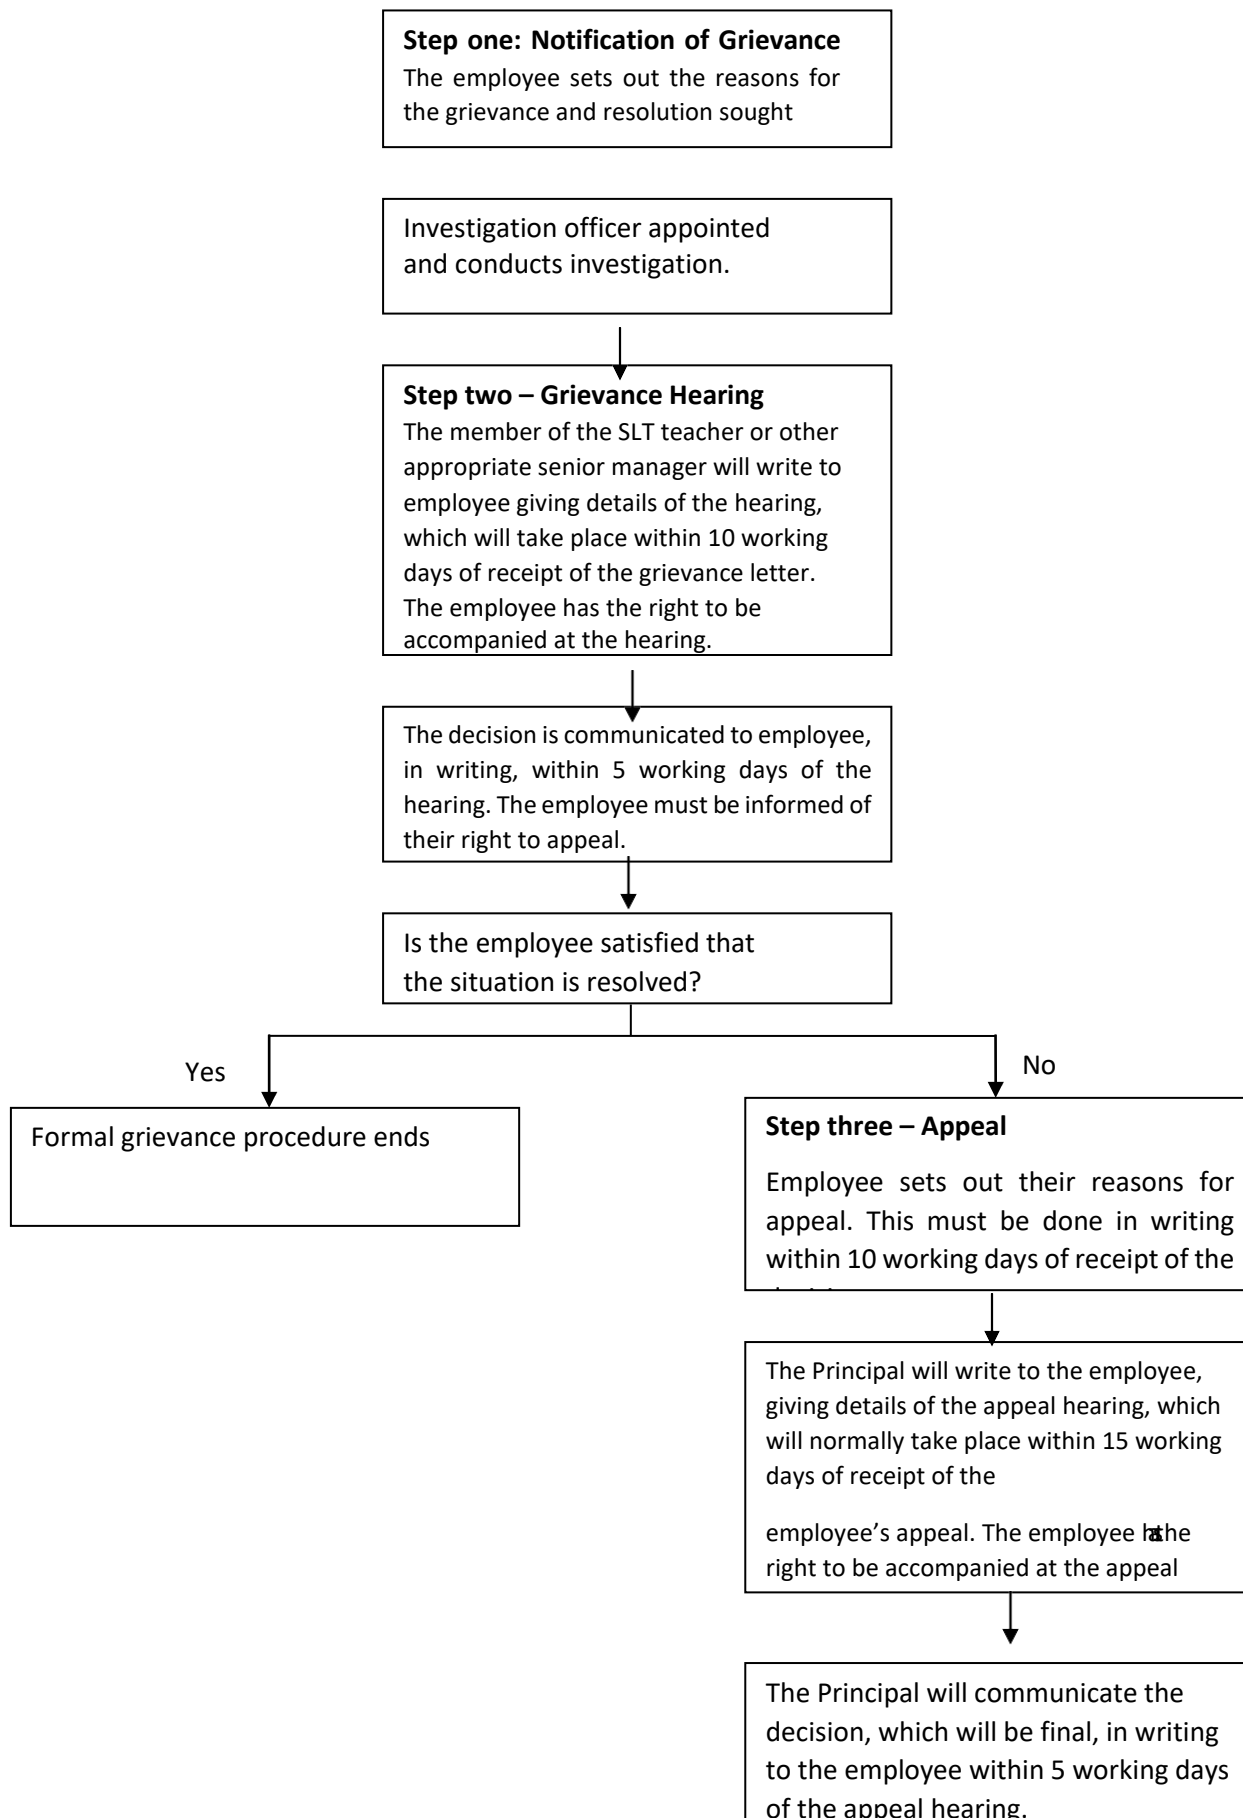 Step one: Notification of Grievance
The employee sets out the reasons for
the grievance and resolution sought
Investigation officer appointed
and conducts investigation.
Step two – Grievance Hearing
The member of the SLT teacher or other
appropriate senior manager will write to
employee giving details of the hearing,
which will take place within 10 working
days of receipt of the grievance letter.
The employee has the right to be
accompanied at the hearing.
The decision is communicated to employee,
in writing, within 5 working days of the
hearing. The employee must be informed of
their right to appeal.
Is the employee satisfied that
the situation is resolved?
Yes
No
Formal grievance procedure ends
Step three – Appeal
Employee sets out their reasons for
appeal. This must be done in writing
within 10 working days of receipt of the
The Principal will write to the employee,
giving details of the appeal hearing, which
will normally take place within 15 working
days of receipt of the
employee's appeal. The employee has the
right to be accompanied at the appeal
The Principal will communicate the
decision, which will be final, in writing
to the employee within 5 working days
of the appeal hearing.